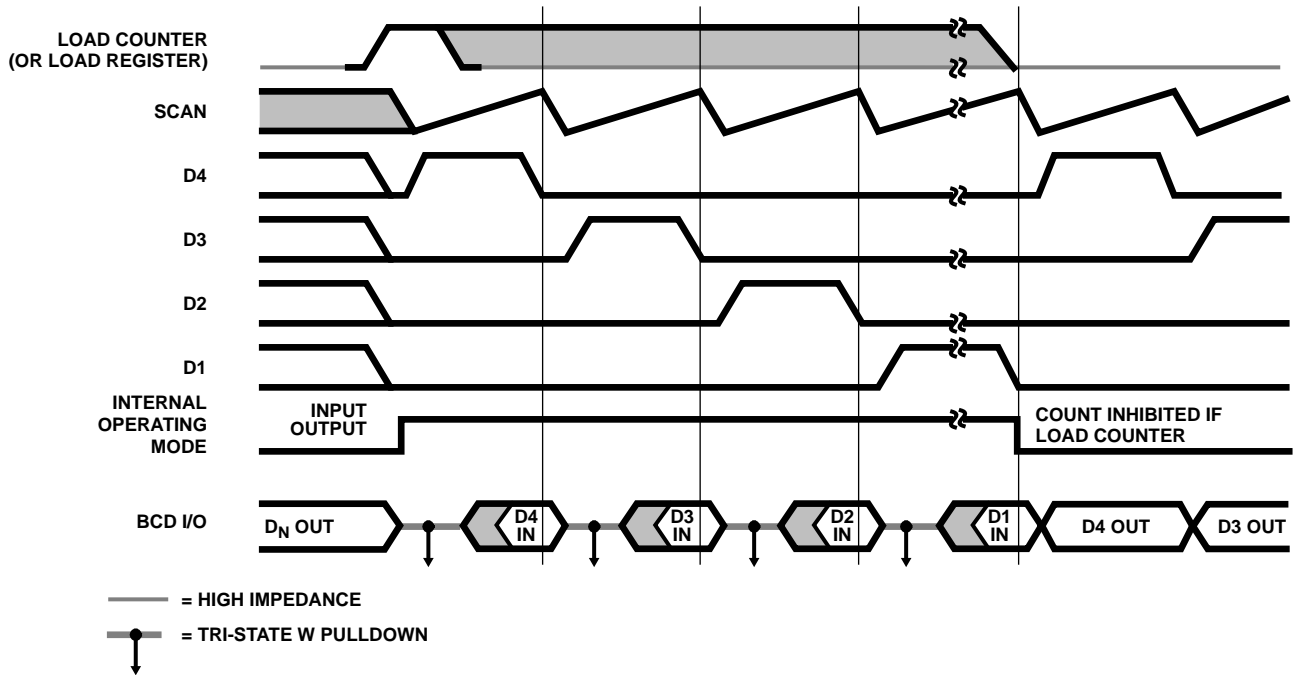 LOAD COUNTER
(OR LOAD REGISTER)
SCAN
D4
D3
D2
D1
INTERNAL
OPERATING
MODE
INPUT
OUTPUT
COUNT INHIBITED IF
LOAD COUNTER
BCD I/O
DN OUT
D4
IN
D3
IN
D2
IN
D1
IN
D4 OUT
D3 OUT
= HIGH IMPEDANCE
= TRI-STATE W PULLDOWN